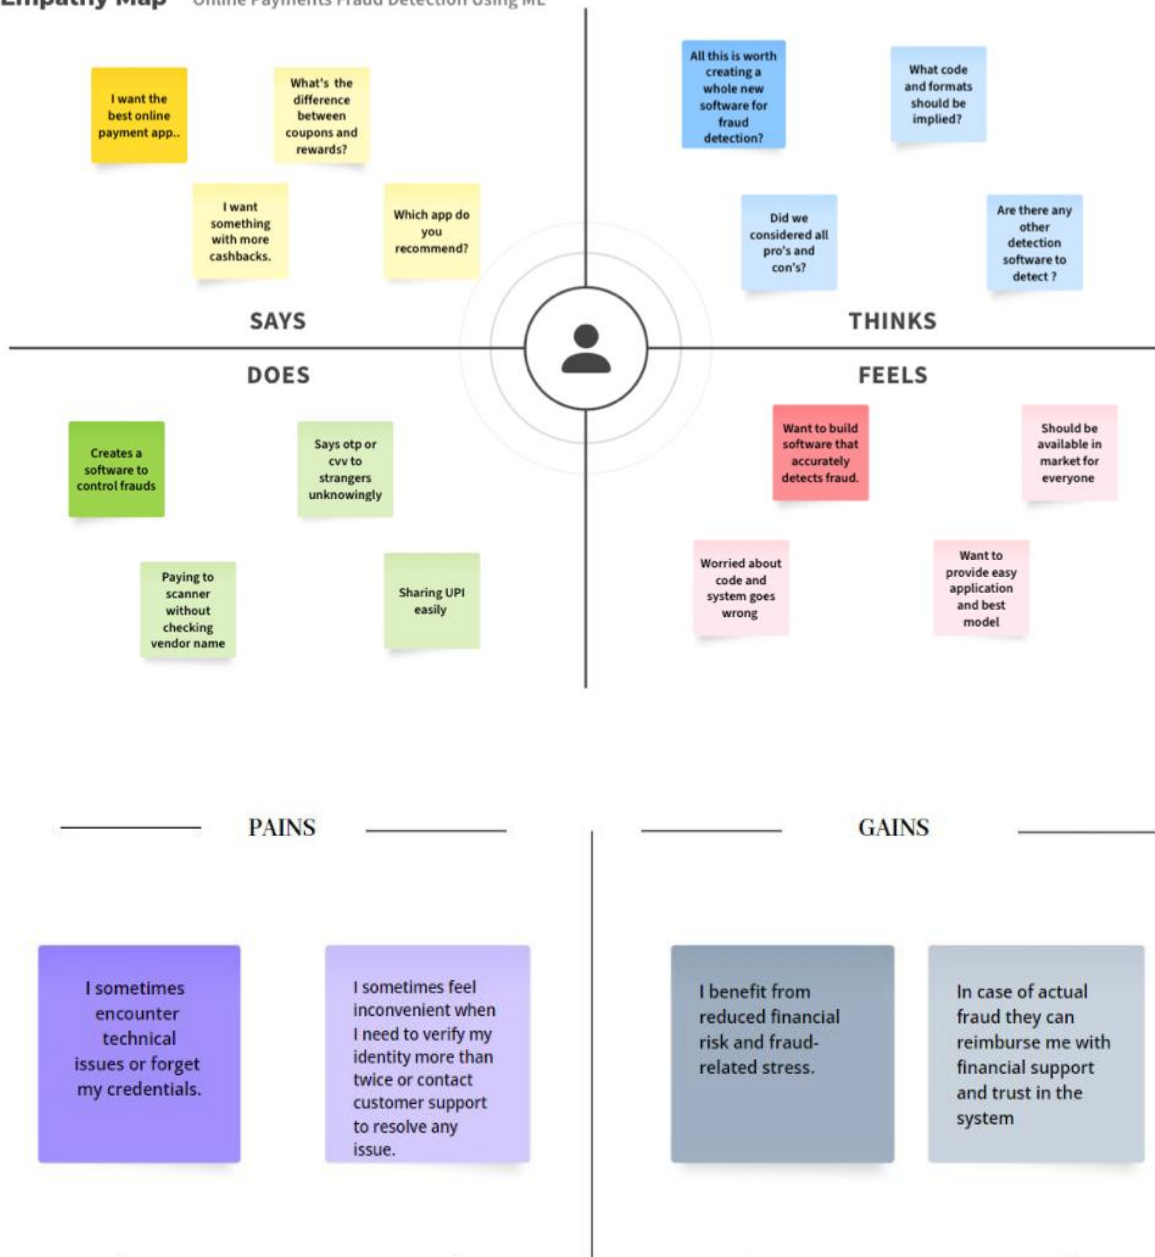 Empathy Map Online Payments Fraud Detection Using ML
I want the
best online
payment app..
What's the
difference
between
coupons and
rewards?
I want
something
with more
cashbacks.
Which app do
you
recommend?
SAYS
All this is worth
creating a
whole new
software for
fraud
detection?
What code
and formats
should be
implied?
Did we
considered all
pro's and
con's?
Are there any
other
detection
software to
detect ?
THINKS
DOES
Creates a
software to
control frauds
Says otp or
cvv to
strangers
unknowingly
Paying to
scanner
without
checking
vendor name
Sharing UPI
easily
FEELS
Want to build
software that
accurately
detects fraud.
Should be
available in
market for
everyone
Worried about
code and
system goes
wrong
Want to
provide easy
application
and best
model
PAINS
I sometimes
encounter
technical
issues or forget
my credentials.
I sometimes feel
inconvenient when
I need to verify my
identity more than
twice or contact
customer support
to resolve any
issue.
GAINS
I benefit from
reduced financial
risk and fraud-
related stress.
In case of actual
fraud they can
reimburse me with
financial support
and trust in the
system